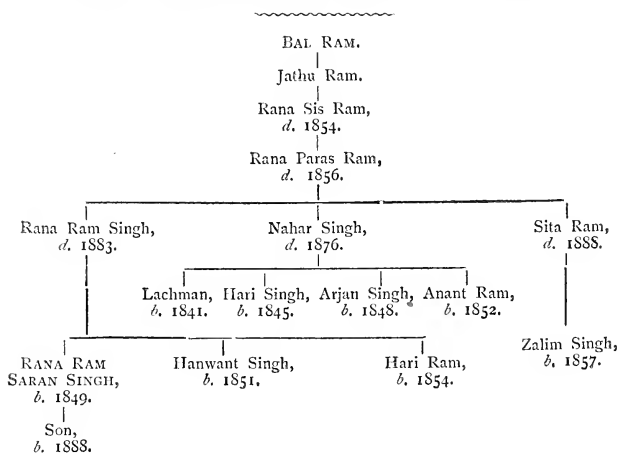 BAL RAM.
Jathu Ram.
Rana Sis Ram,
d. 1854.
Rana Paras Ram,
d. 1856.
Rana Ram Singh, Nahar Singh, Sita Ram,
d. 1883. d. 1876. d. 1888.
Lachman, Hari Singh, Arjan Singh, Anant Ram,
b. 1841. b. 1845. b. 1848. b. 1852.
Zalim Singh,
b. 1857.
RANA RAM Hanwant Singh, Hari Ram,
SARAN SINGH, b. 1851. b. 1854.
b. 1849.
Son,
b. 1888.